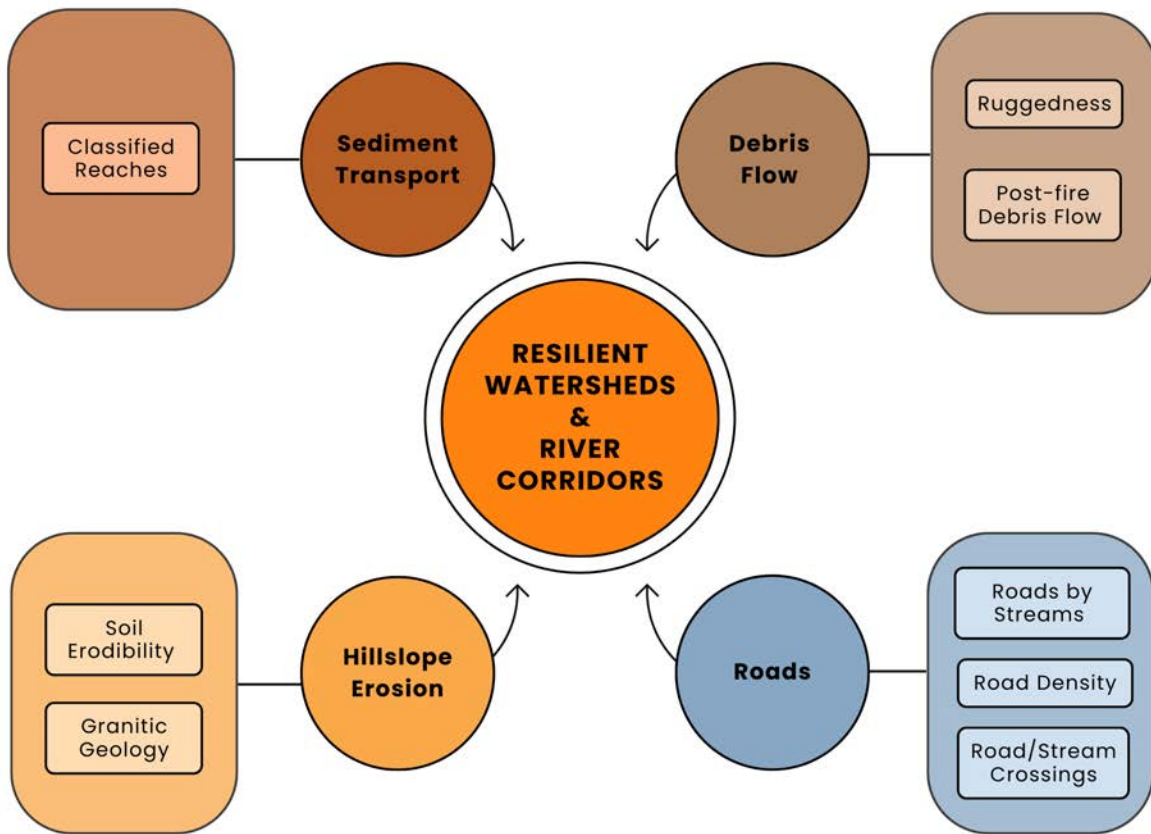 Classified
Reaches
Sediment
Transport
Debris
Flow
Ruggedness
Post-fire
Debris Flow
RESILIENT
WATERSHEDS
&
RIVER
CORRIDORS
Soil
Erodibility
Granitic
Geology
Hillslope
Erosion
Roads
Roads by
Streams
Road Density
Road/Stream
Crossings